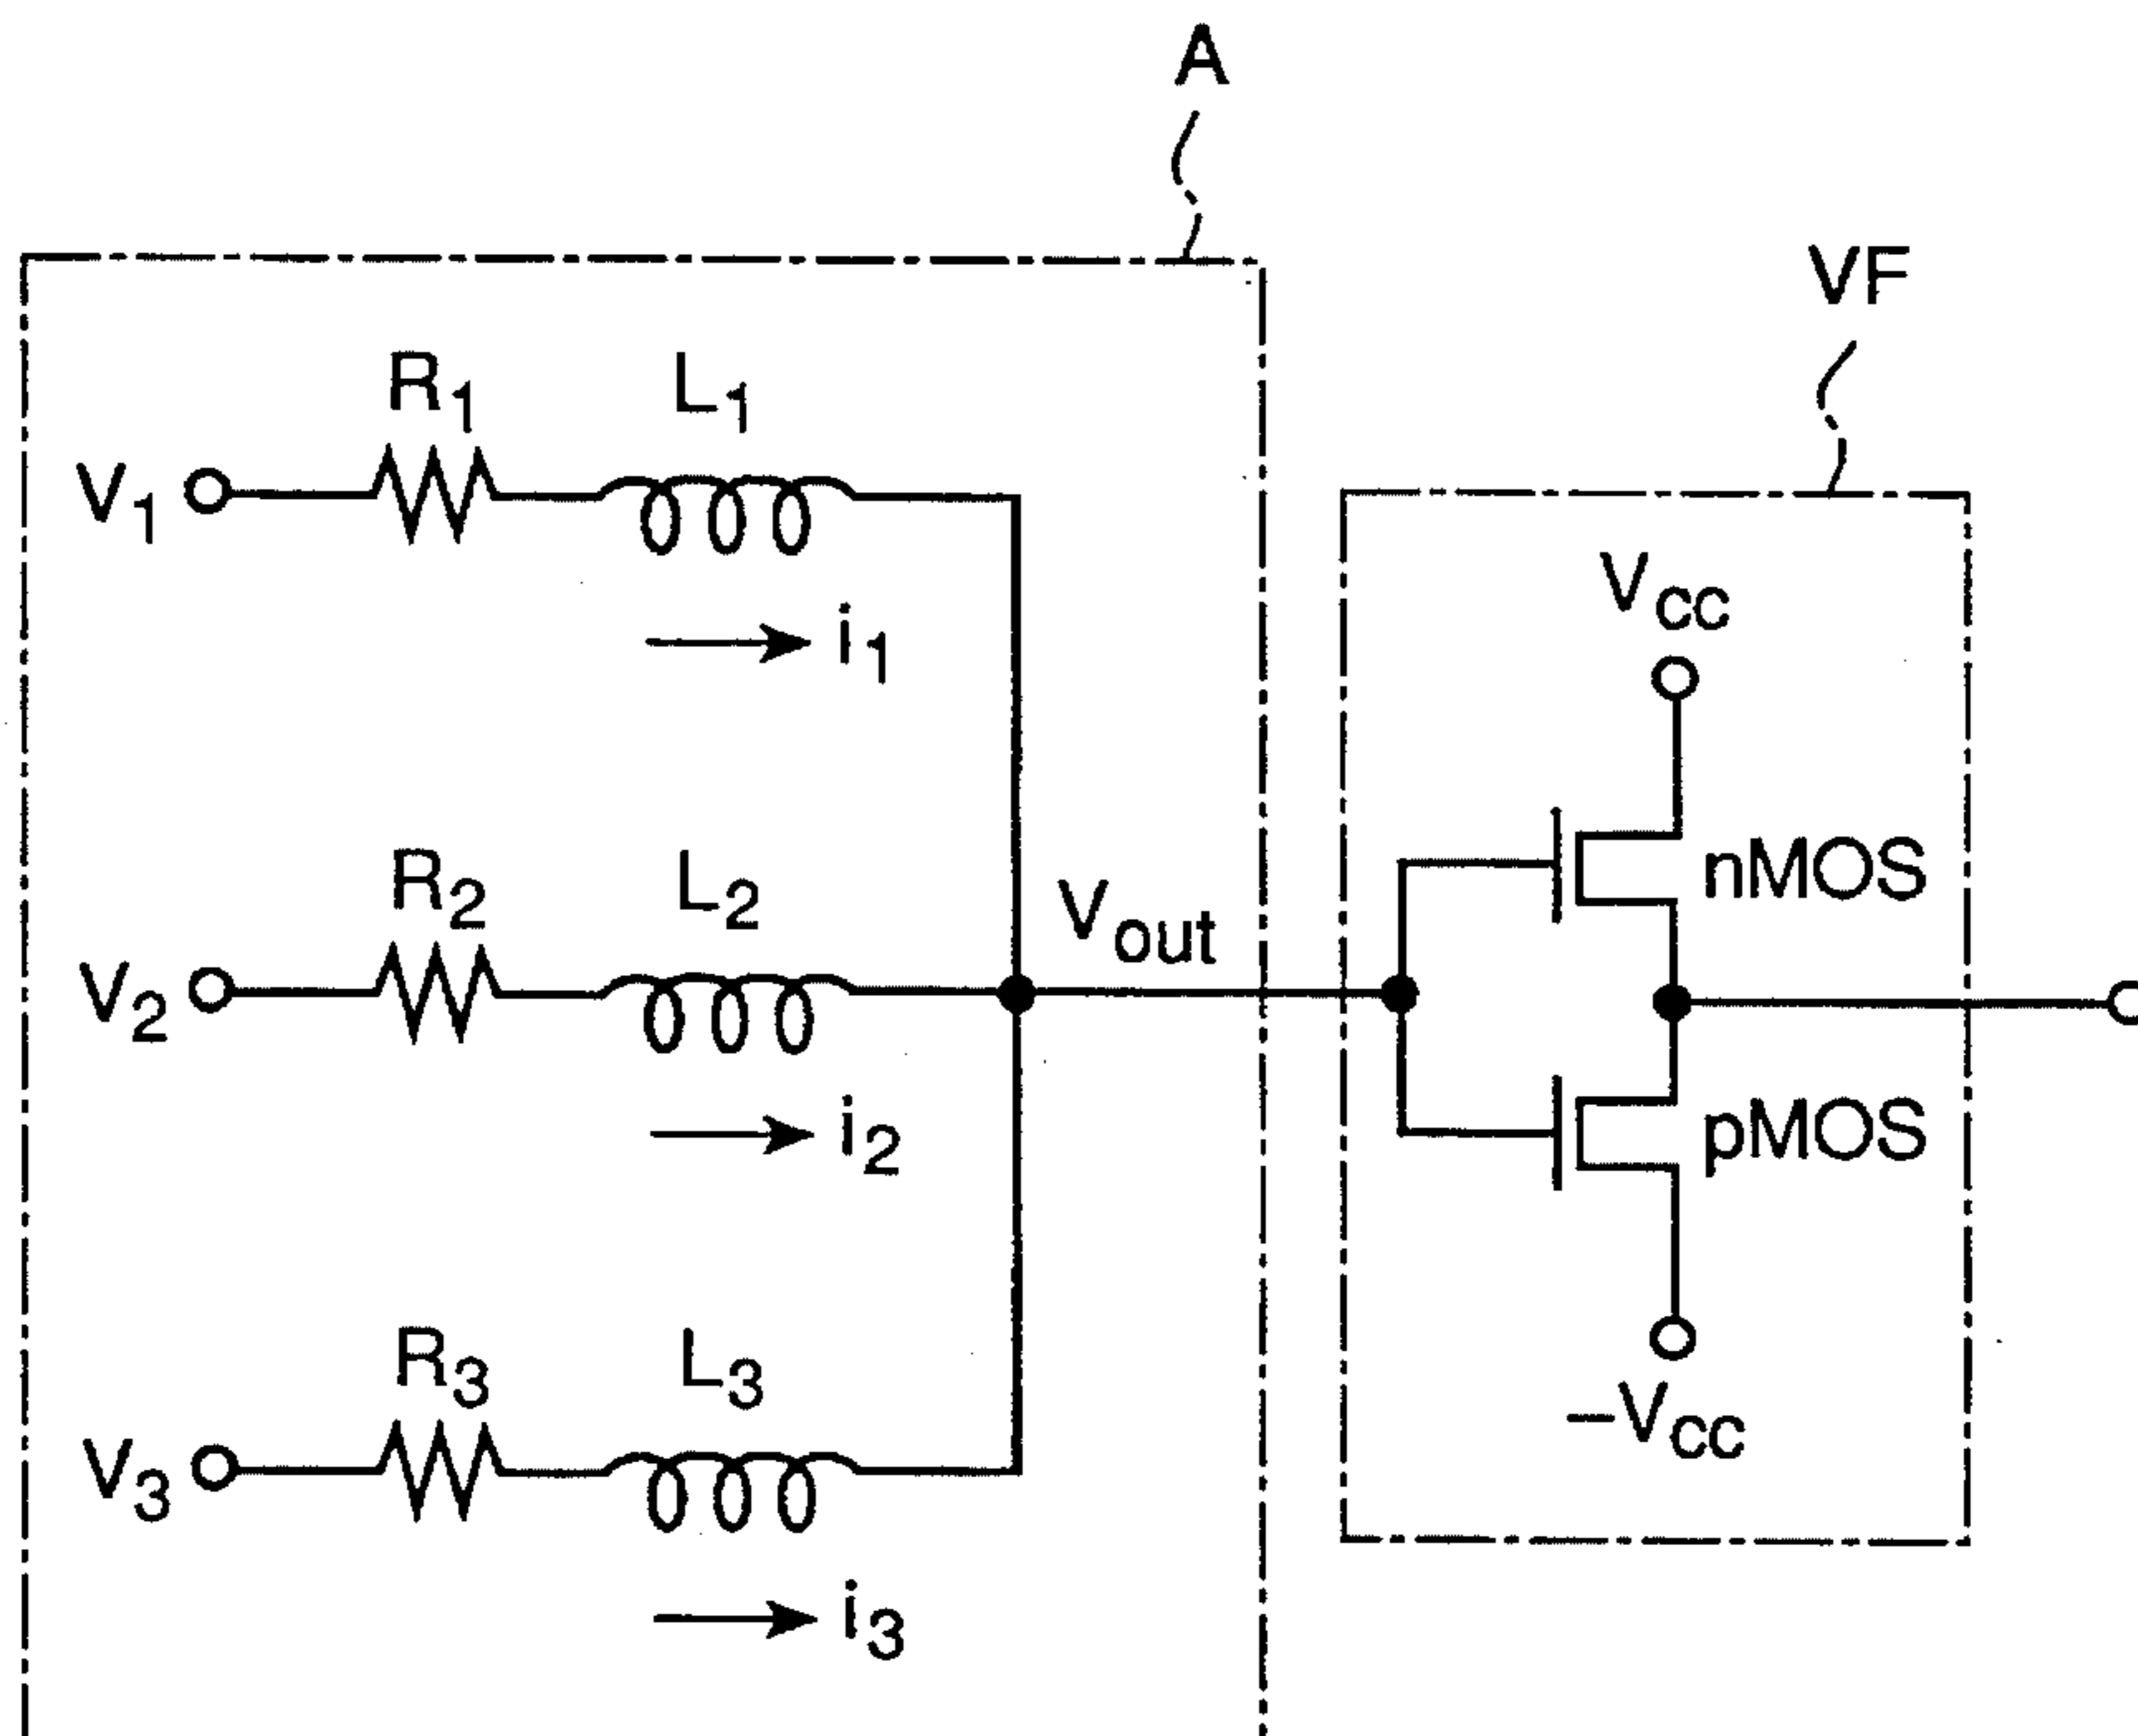 A
VF
R1
L1
V1
i1
VCC
nMOS
R2
L2
Vout
V2
i2
pMOS
R3
L3
V3
–VCC
i3